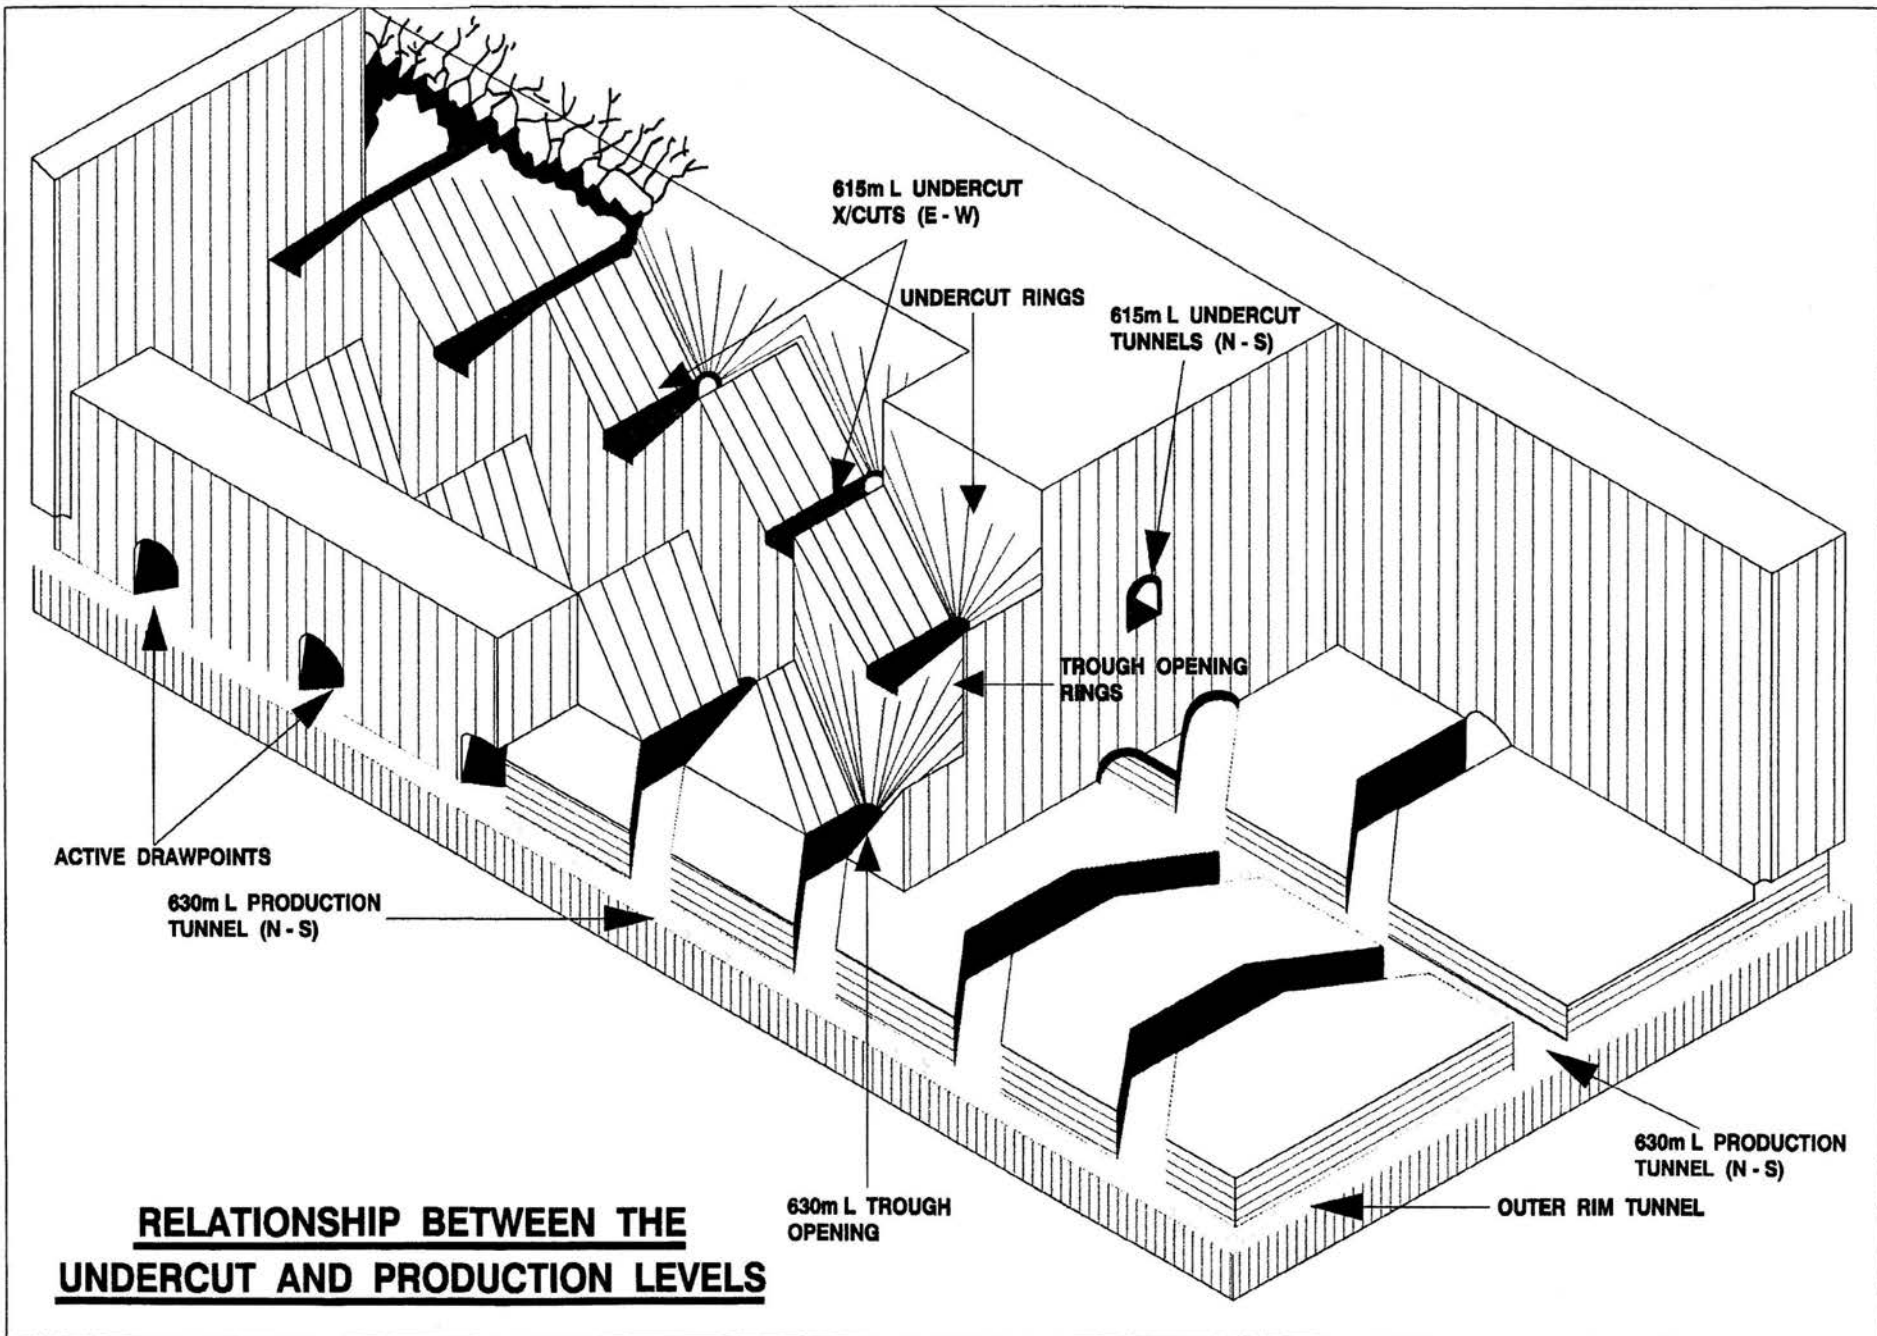 615m L UNDERCUT
X/CUTS (E - W)
UNDERCUT RINGS
615m L UNDERCUT
TUNNELS (N - S)
TROUGH OPENING
RINGS
ACTIVE DRAWPOINTS
630m L PRODUCTION
TUNNEL (N - S)
630m L PRODUCTION
TUNNEL (N - S)
OUTER RIM TUNNEL
630m L TROUGH
OPENING
RELATIONSHIP BETWEEN THE
UNDERCUT AND PRODUCTION LEVELS